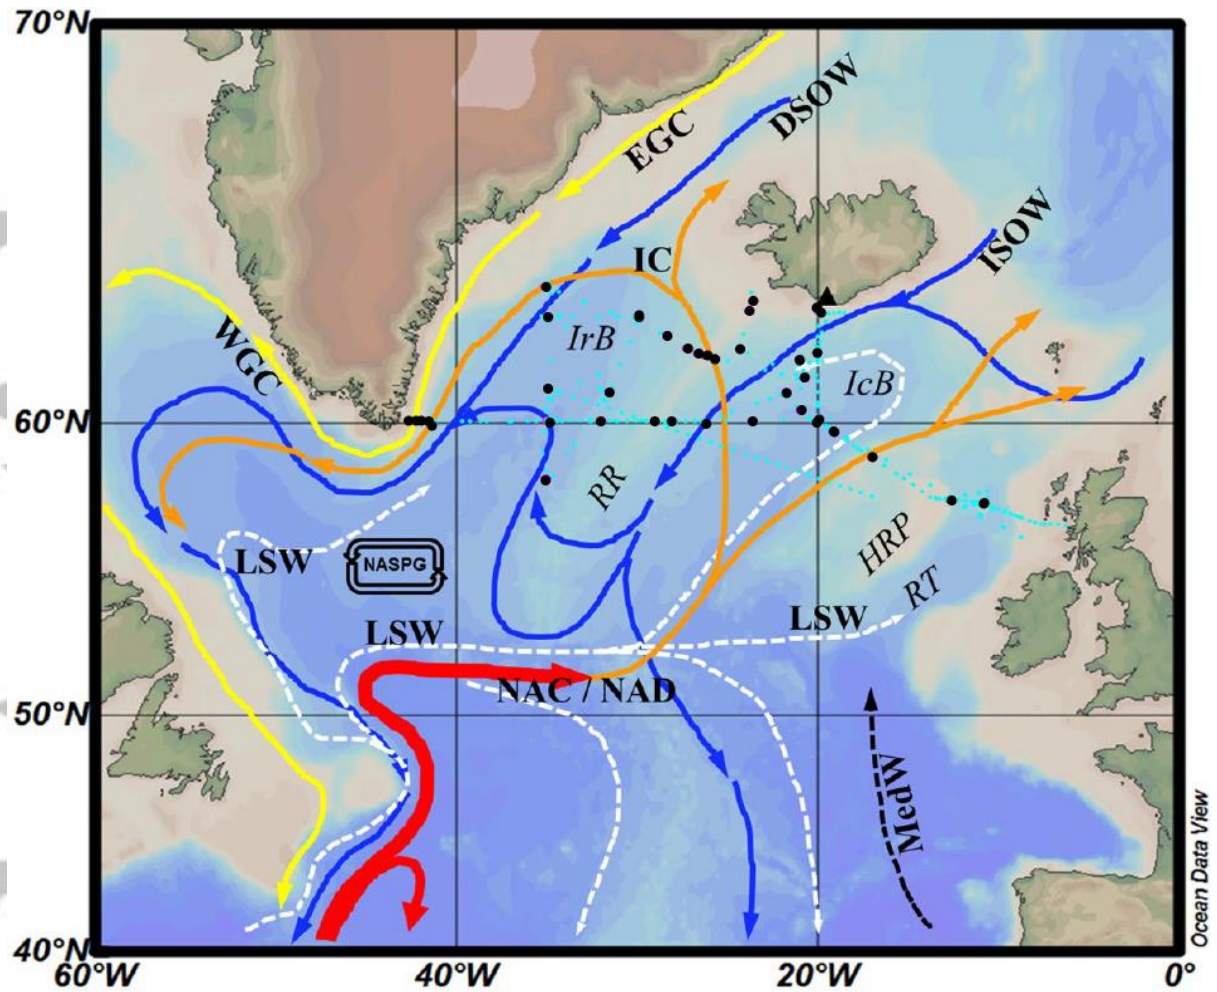 70°N
DSOW
EGC
ISOW
IC
WGC
IrB
IcB
60°N
RR
HRP
LSW
NASPG
RT
LSW
LSW
NAC / NAD
50°N
MedW
Ocean Data View
40°N
60°W
40°W
20°W
0°